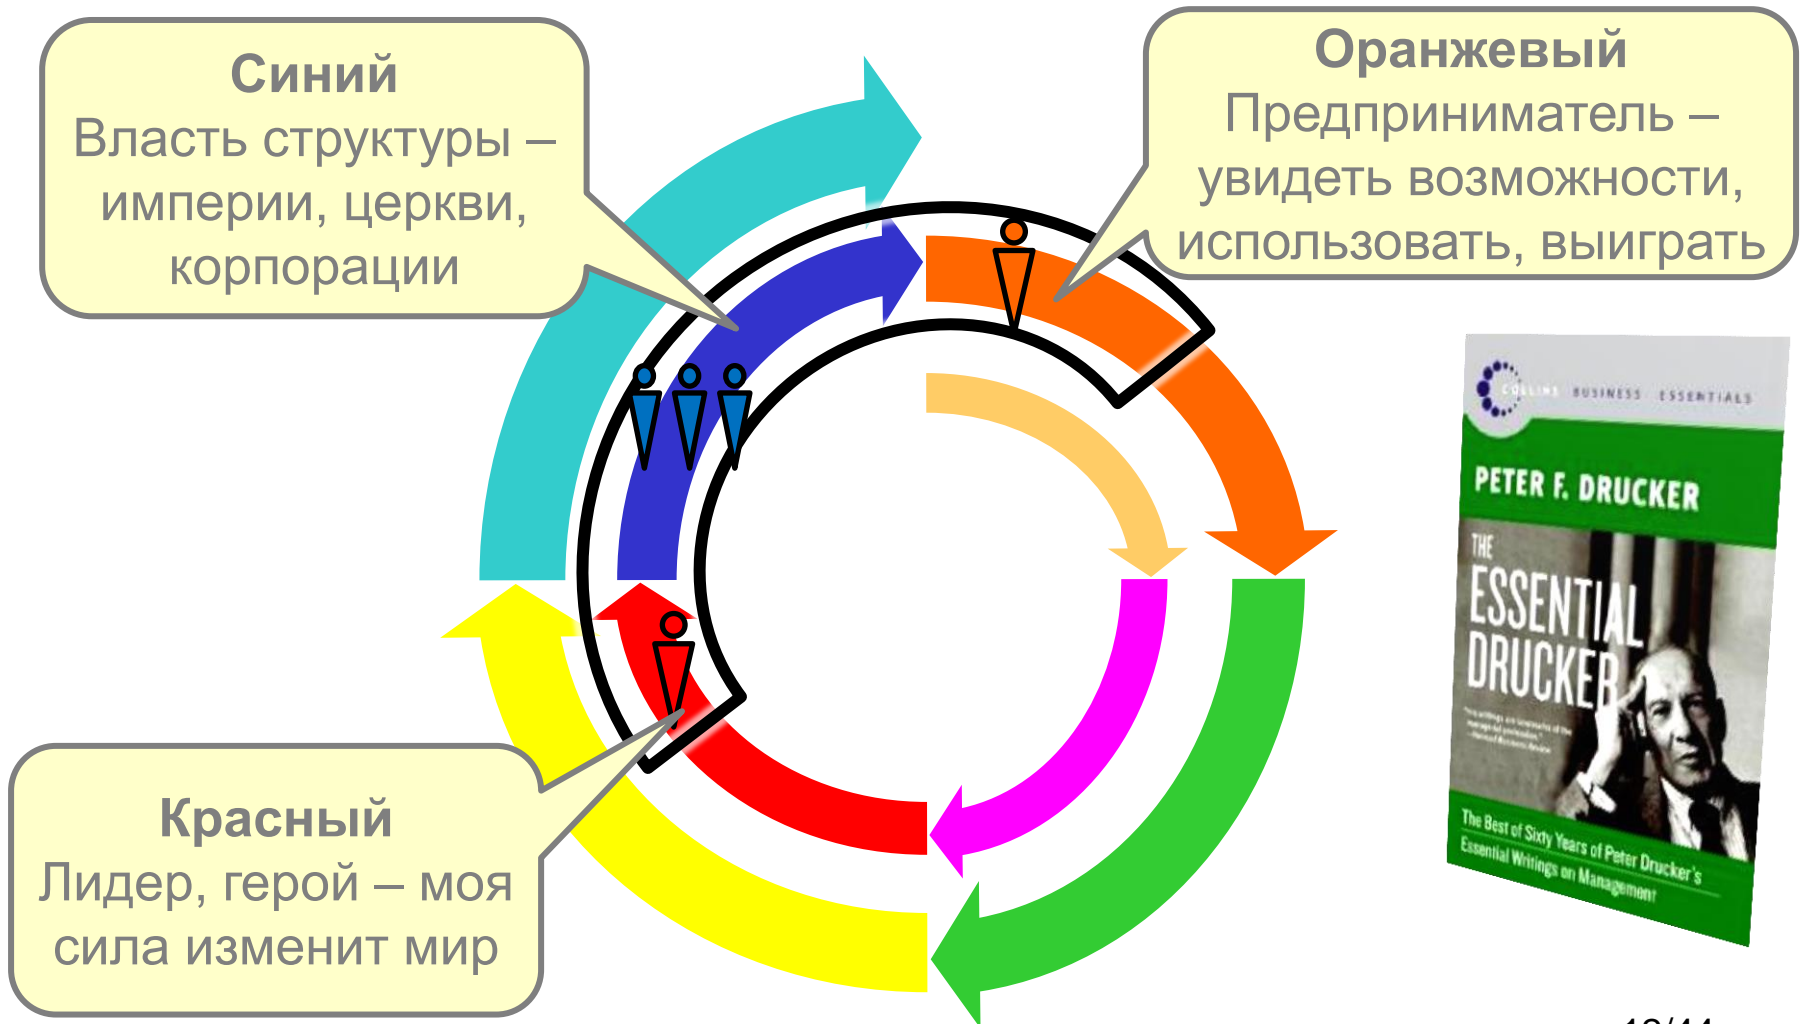 Синий
Власть структуры –
империи, церкви,
корпорации
Оранжевый
Предприниматель –
увидеть возможности,
использовать, выиграть
Красный
Лидер, герой – моя
сила изменит мир
COLLINS BUSINESS ESSENTIALS
PETER F. DRUCKER
THE
ESSENTIAL
DRUCKER
The Best of Sixty Years of Peter Drucker's
Essential Writings on Management